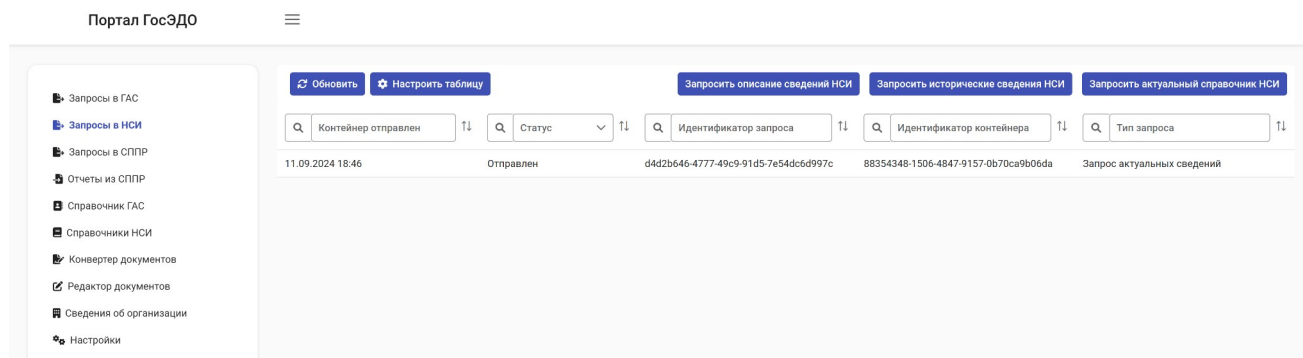 Портал ГосЭДО
Запросы в ГАС
Запросы в НСИ
Запросы в СППР
Отчеты из СППР
Справочник ГАС
Справочники НСИ
Конвертер документов
Редактор документов
Сведения об организации
Настройки
Обновить Настроить таблицу Запросить описание сведений НСИ Запросить исторические сведения НСИ Запросить актуальный справочник НСИ
Контейнер отправлен Статус Идентификатор запроса Идентификатор контейнера Тип запроса
11.09.2024 18:46 Отправлен d4d2b646-4777-49c9-91d5-7e54dc6d997c 88354348-1506-4847-9157-0b70ca9b06da Запрос актуальных сведений